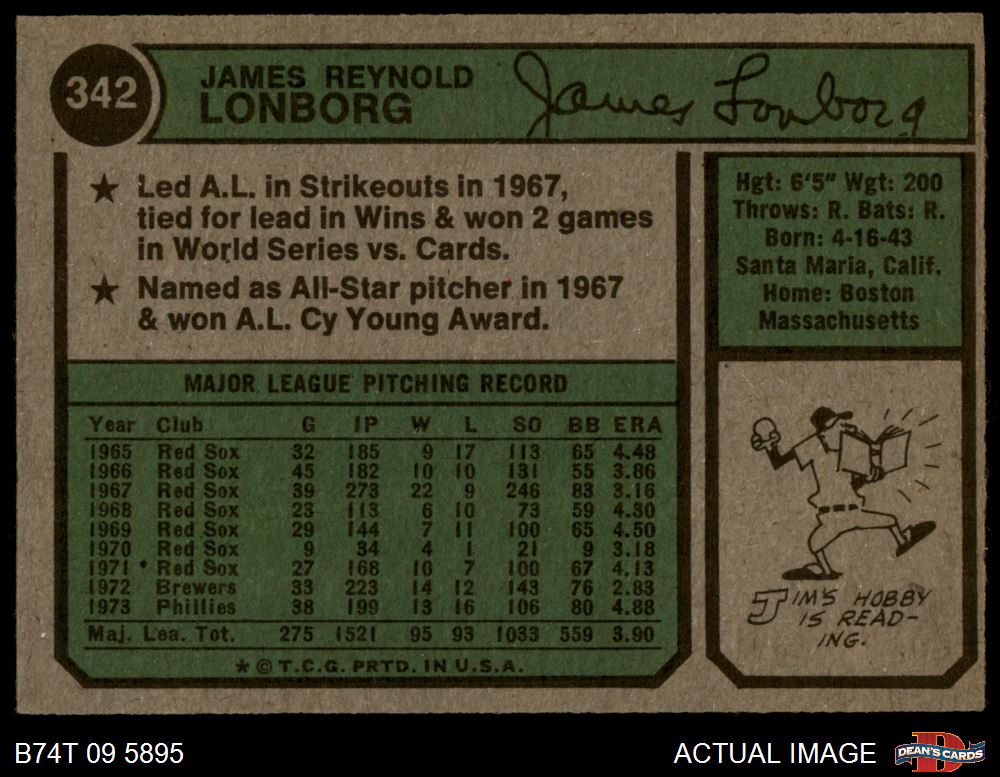 342
JAMES REYNOLD
LONBORG
James Lonborg
★ Led A.L. in Strikeouts in 1967,
tied for lead in Wins & won 2 games
in World Series vs. Cards.
★ Named as All-Star pitcher in 1967
& won A.L. Cy Young Award.
Hgt: 6'5" Wgt: 200
Throws: R. Bats: R.
Born: 4-16-43
Santa Maria, Calif.
Home: Boston
Massachusetts
MAJOR LEAGUE PITCHING RECORD
Year Club G IP W L SO BB ERA
1965 Red Sox 32 185 9 17 113 65 4.48
1966 Red Sox 45 182 10 10 131 55 3.86
1967 Red Sox 39 273 22 9 246 83 3.16
1968 Red Sox 23 113 6 10 73 59 4.30
1969 Red Sox 29 144 7 11 100 65 4.50
1970 Red Sox 9 34 4 1 21 9 3.18
1971 Red Sox 27 168 10 7 100 67 4.13
1972 Brewers 33 223 14 12 143 76 2.83
1973 Phillies 38 199 13 16 106 80 4.88
Maj. Lea. Tot. 275 1521 95 93 1033 559 3.90
★ © T.C.G. PRTD. IN U.S.A.
JIM'S HOBBY
IS READ-
ING.
B74T 09 5895
ACTUAL IMAGE
D
DEAN'S CARDS